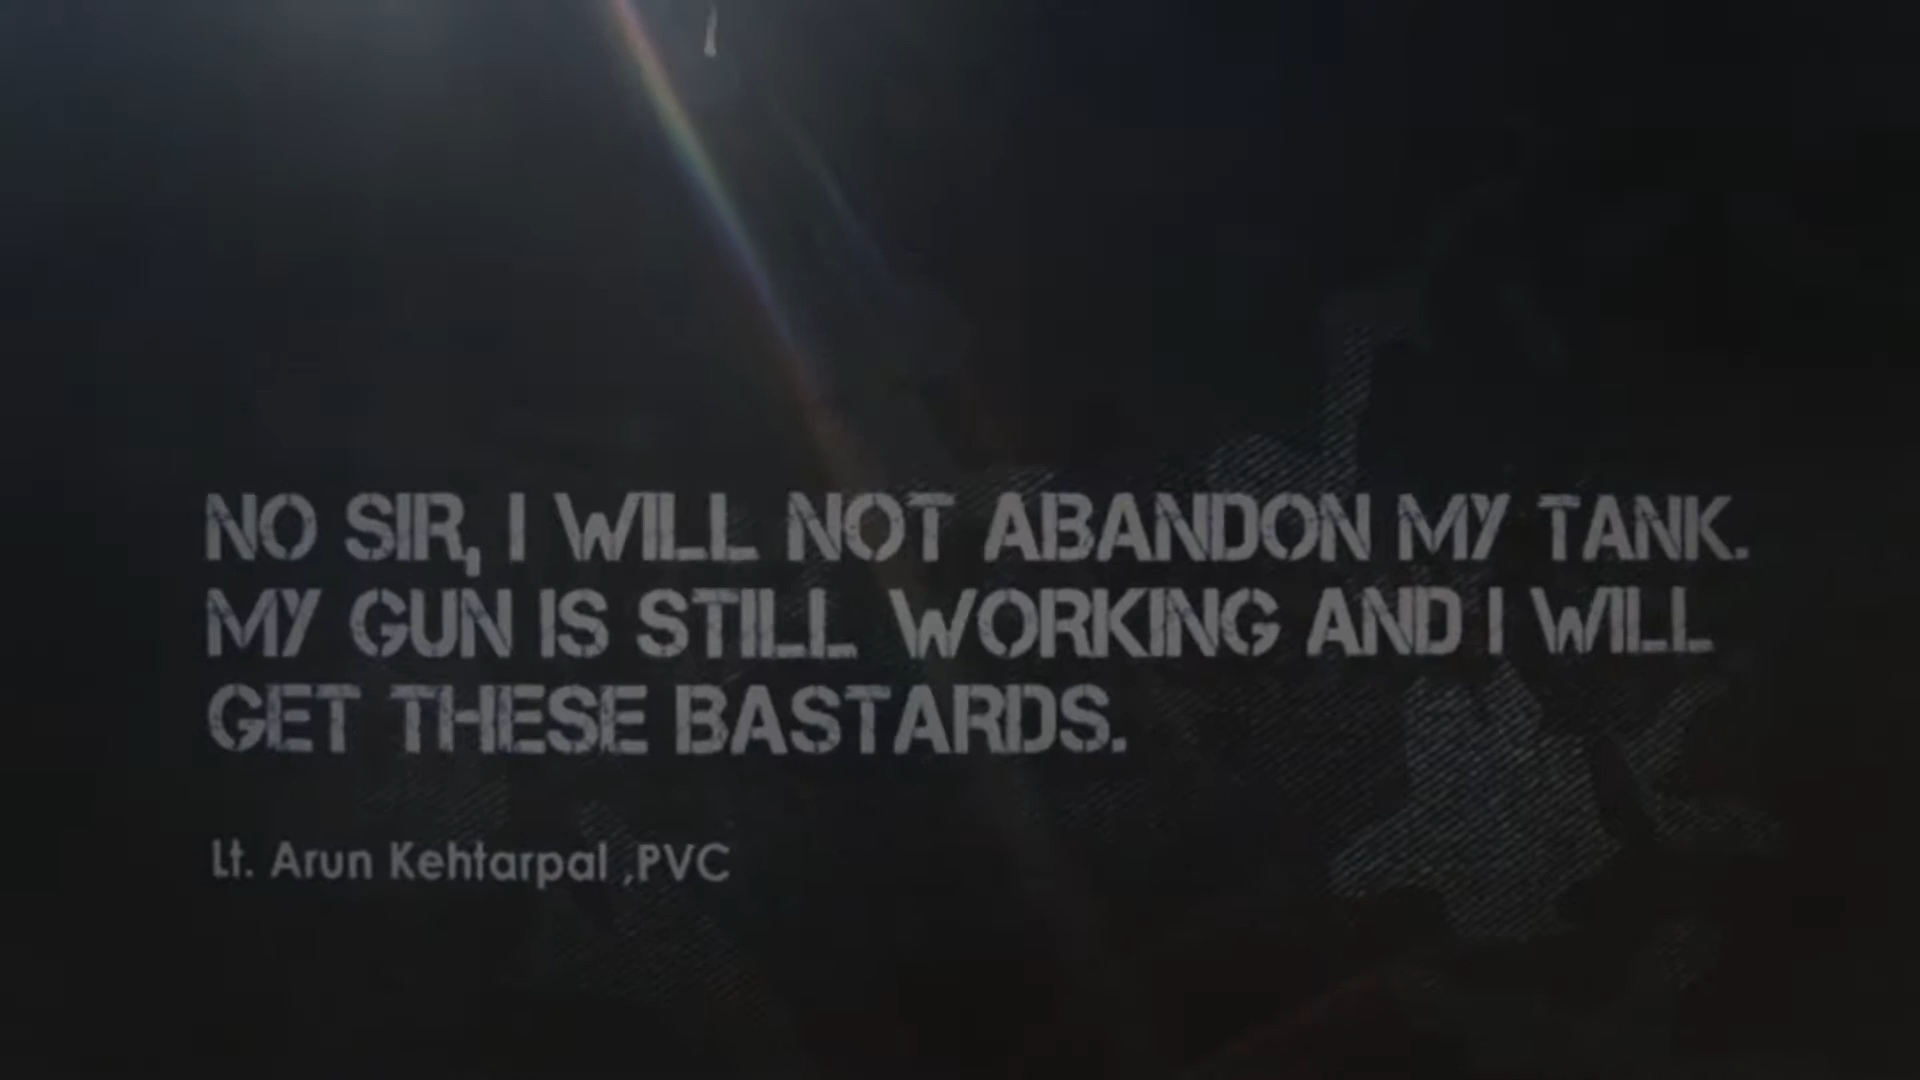 NO SIR, I WILL NOT ABANDON MY TANK.
MY GUN IS STILL WORKING AND I WILL
GET THESE BASTARDS.
Lt. Arun Kehtarpal ,PVC